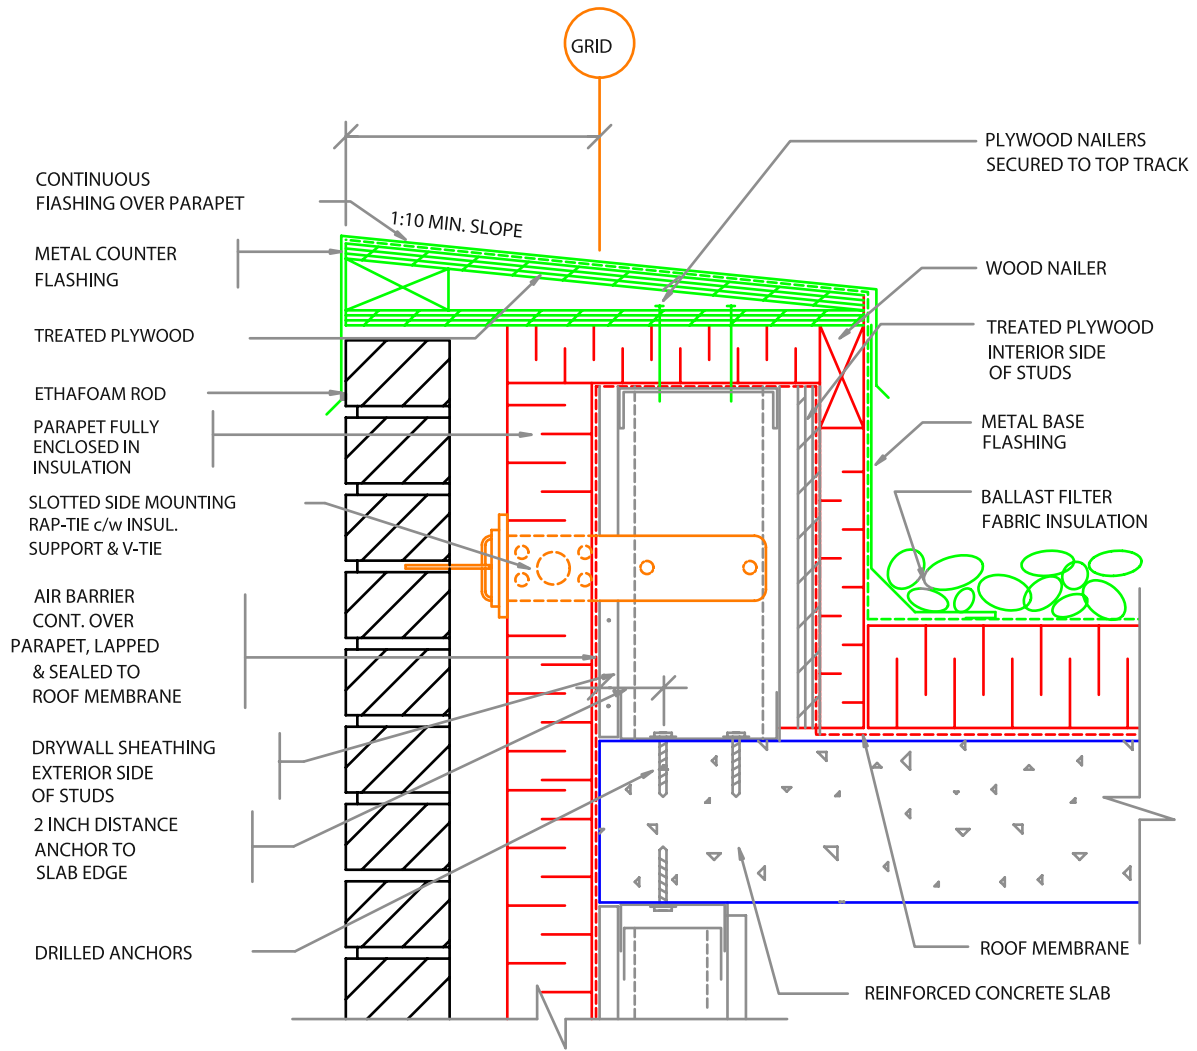 GRID
PLYWOOD NAILERS
SECURED TO TOP TRACK
CONTINUOUS
FIASHING OVER PARAPET
1:10 MIN. SLOPE
METAL COUNTER
FLASHING
WOOD NAILER
TREATED PLYWOOD
TREATED PLYWOOD
INTERIOR SIDE
OF STUDS
ETHAFOAM ROD
PARAPET FULLY
ENCLOSED IN
INSULATION
METAL BASE
FLASHING
SLOTTED SIDE MOUNTING
RAP-TIE c/w INSUL.
SUPPORT & V-TIE
BALLAST FILTER
FABRIC INSULATION
AIR BARRIER
CONT. OVER
PARAPET, LAPPED
& SEALED TO
ROOF MEMBRANE
DRYWALL SHEATHING
EXTERIOR SIDE
OF STUDS
2 INCH DISTANCE
ANCHOR TO
SLAB EDGE
DRILLED ANCHORS
ROOF MEMBRANE
REINFORCED CONCRETE SLAB